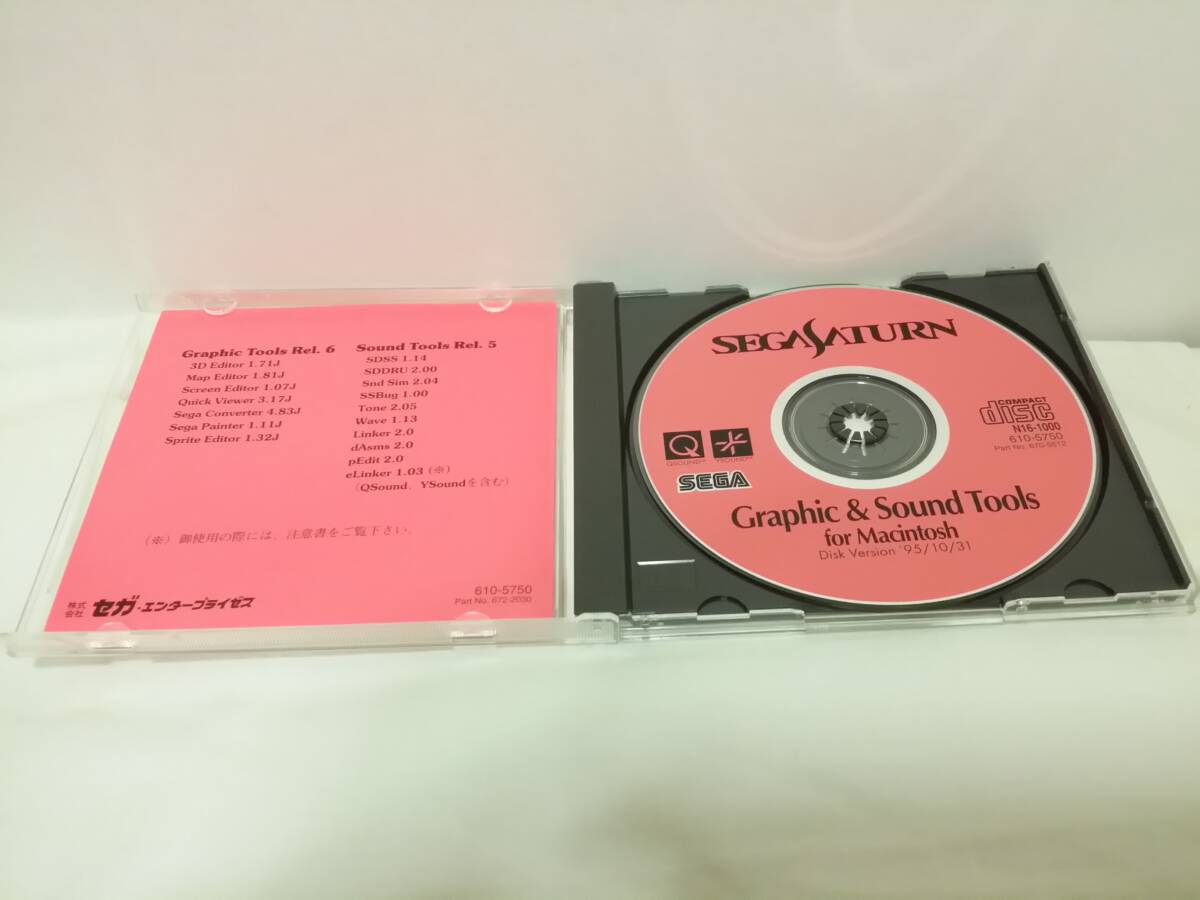 Graphic Tools Rel. 6
3D Editor 1.71J
Map Editor 1.81J
Screen Editor 1.07J
Quick Viewer 3.17J
Sega Converter 4.83J
Sega Painter 1.11J
Sprite Editor 1.32J
Sound Tools Rel. 5
SDSS 1.14
SDDRU 2.00
Snd Sim 2.04
SSBug 1.00
Tone 2.05
Wave 1.13
Linker 2.0
dAsms 2.0
pEdit 2.0
eLinker 1.03 (※)
(QSound、YSoundを含む)
(※) 御使用の際には、注意書をご覧下さい。
株式会社 セガ・エンタープライゼス
610-5750
Part No. 672-2030
SEGA SATURN
COMPACT
disc
N16-1000
610-5750
Part No. 670-5512
Q
QSOUND™
YSOUND™
SEGA
Graphic & Sound Tools
for Macintosh
Disk Version '95/10/31